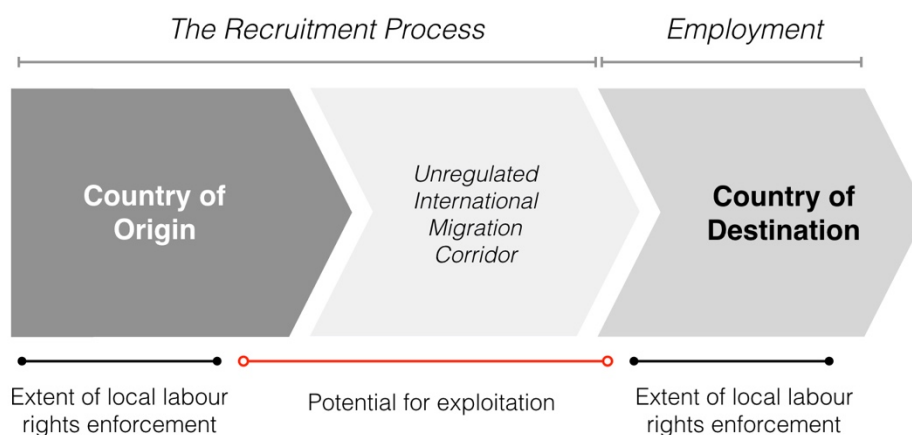 The Recruitment Process
Employment
Country of
Origin
Unregulated
International
Migration
Corridor
Country of
Destination
Extent of local labour
rights enforcement
Potential for exploitation
Extent of local labour
rights enforcement